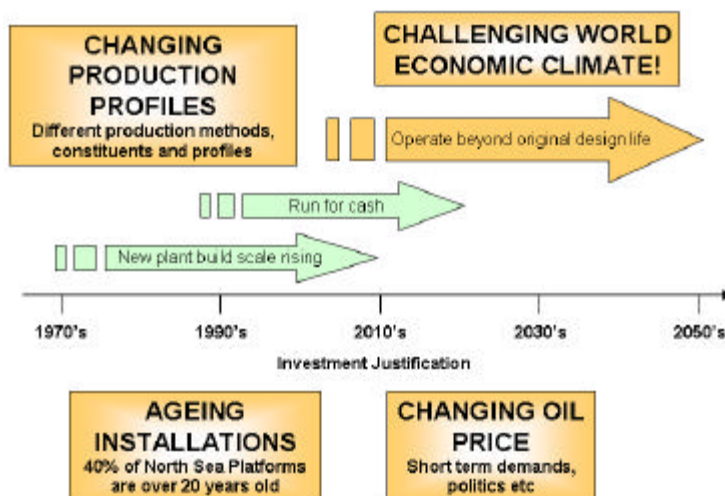 CHANGING
PRODUCTION
PROFILES
Different production methods,
constituents and profiles
CHALLENGING WORLD
ECONOMIC CLIMATE!
Operate beyond original design life
Run for cash
New plant build scale rising
1970's 1990's 2010's 2030's 2050's
Investment Justification
AGEING
INSTALLATIONS
40% of North Sea Platforms
are over 20 years old
CHANGING OIL
PRICE
Short term demands,
politics etc